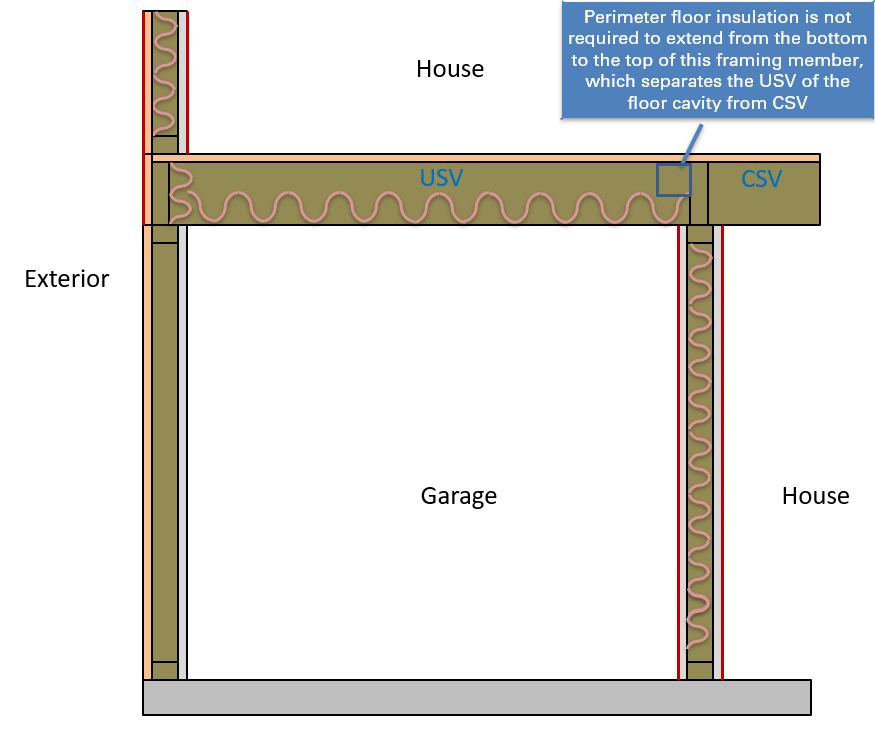 Perimeter floor insulation is not
required to extend from the bottom
to the top of this framing member,
which separates the USV of the
floor cavity from CSV
House
USV
CSV
Exterior
Garage
House